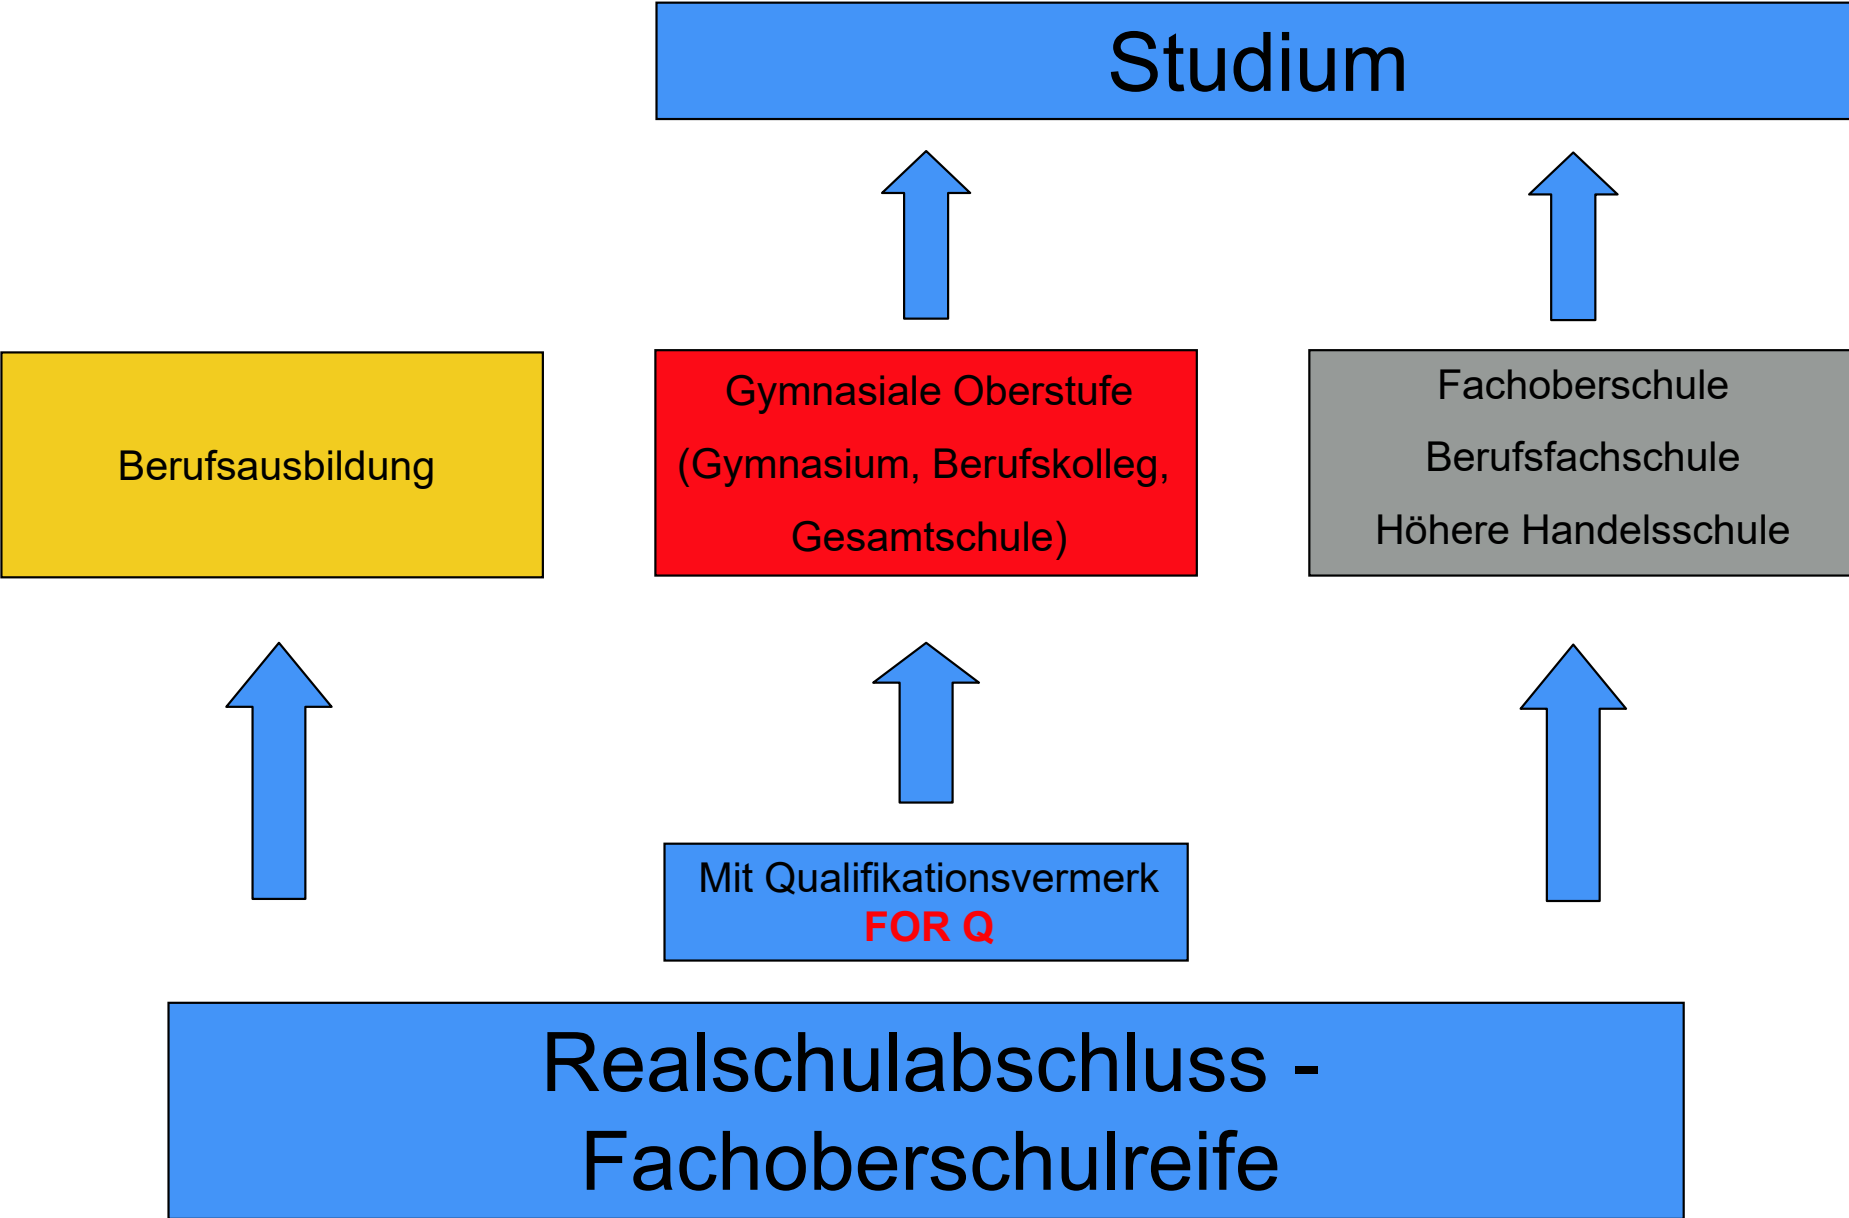 Studium
Berufsausbildung
Gymnasiale Oberstufe
(Gymnasium, Berufskolleg,
Gesamtschule)
Fachoberschule
Berufsfachschule
Höhere Handelsschule
Mit Qualifikationsvermerk
FOR Q
Realschulabschluss -
Fachoberschulreife